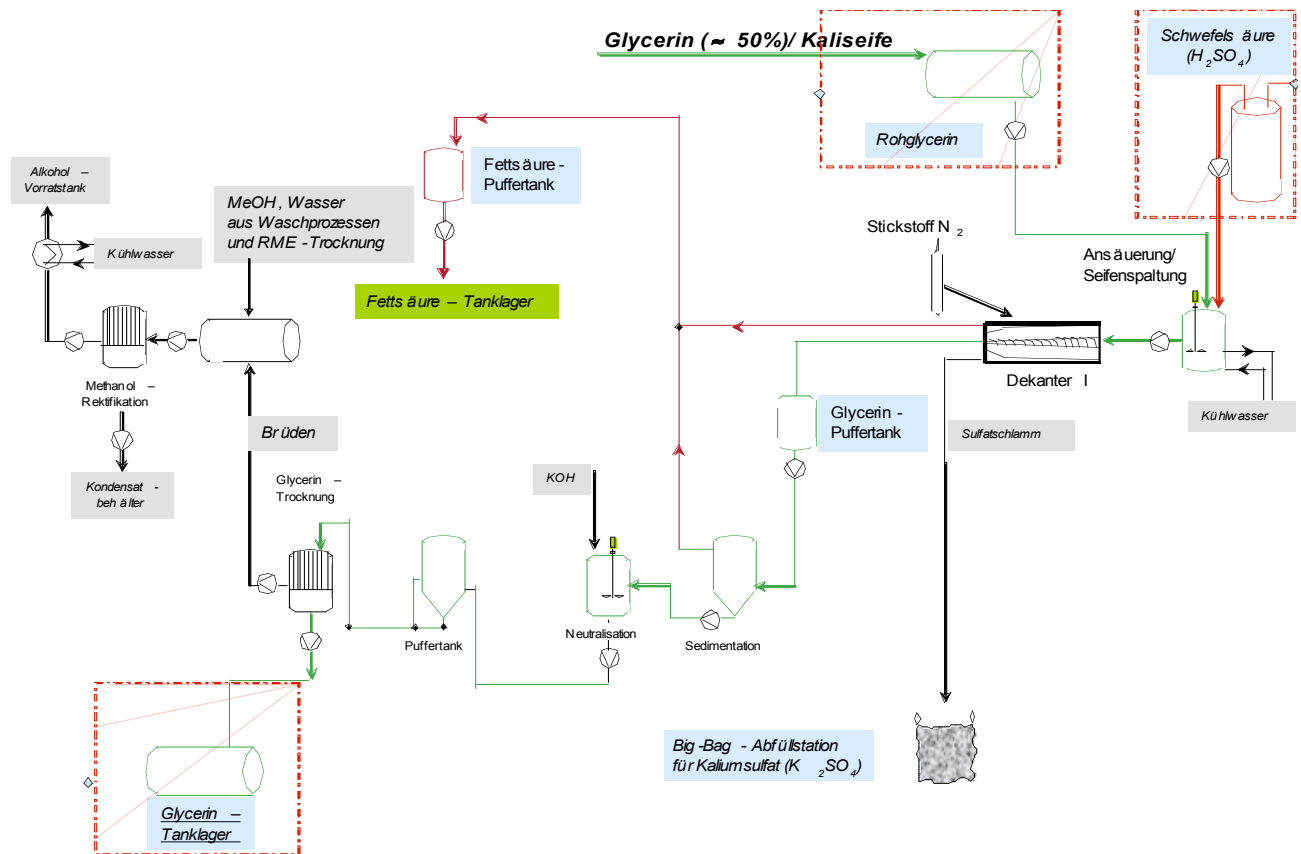 Glycerin (≈ 50%)/ Kaliseife
Schwefelsäure
(H₂SO₄)
Rohglycerin
Fettsäure-
Puffertank
Alkohol –
Vorratstank
MeOH, Wasser
aus Waschprozessen
und RME-Trocknung
Kühlwasser
Stickstoff N₂
Ansäuerung/
Seifenspaltung
Fettsäure – Tanklager
Dekanter I
Methanol –
Rektifikation
Kühlwasser
Glycerin -
Puffertank
Sulfatschlamm
Brüden
Kondensat -
behälter
Glycerin –
Trocknung
KOH
Neutralisation
Sedimentation
Puffertank
Big-Bag - Abfüllstation
für Kaliumsulfat (K₂SO₄)
Glycerin –
Tanklager